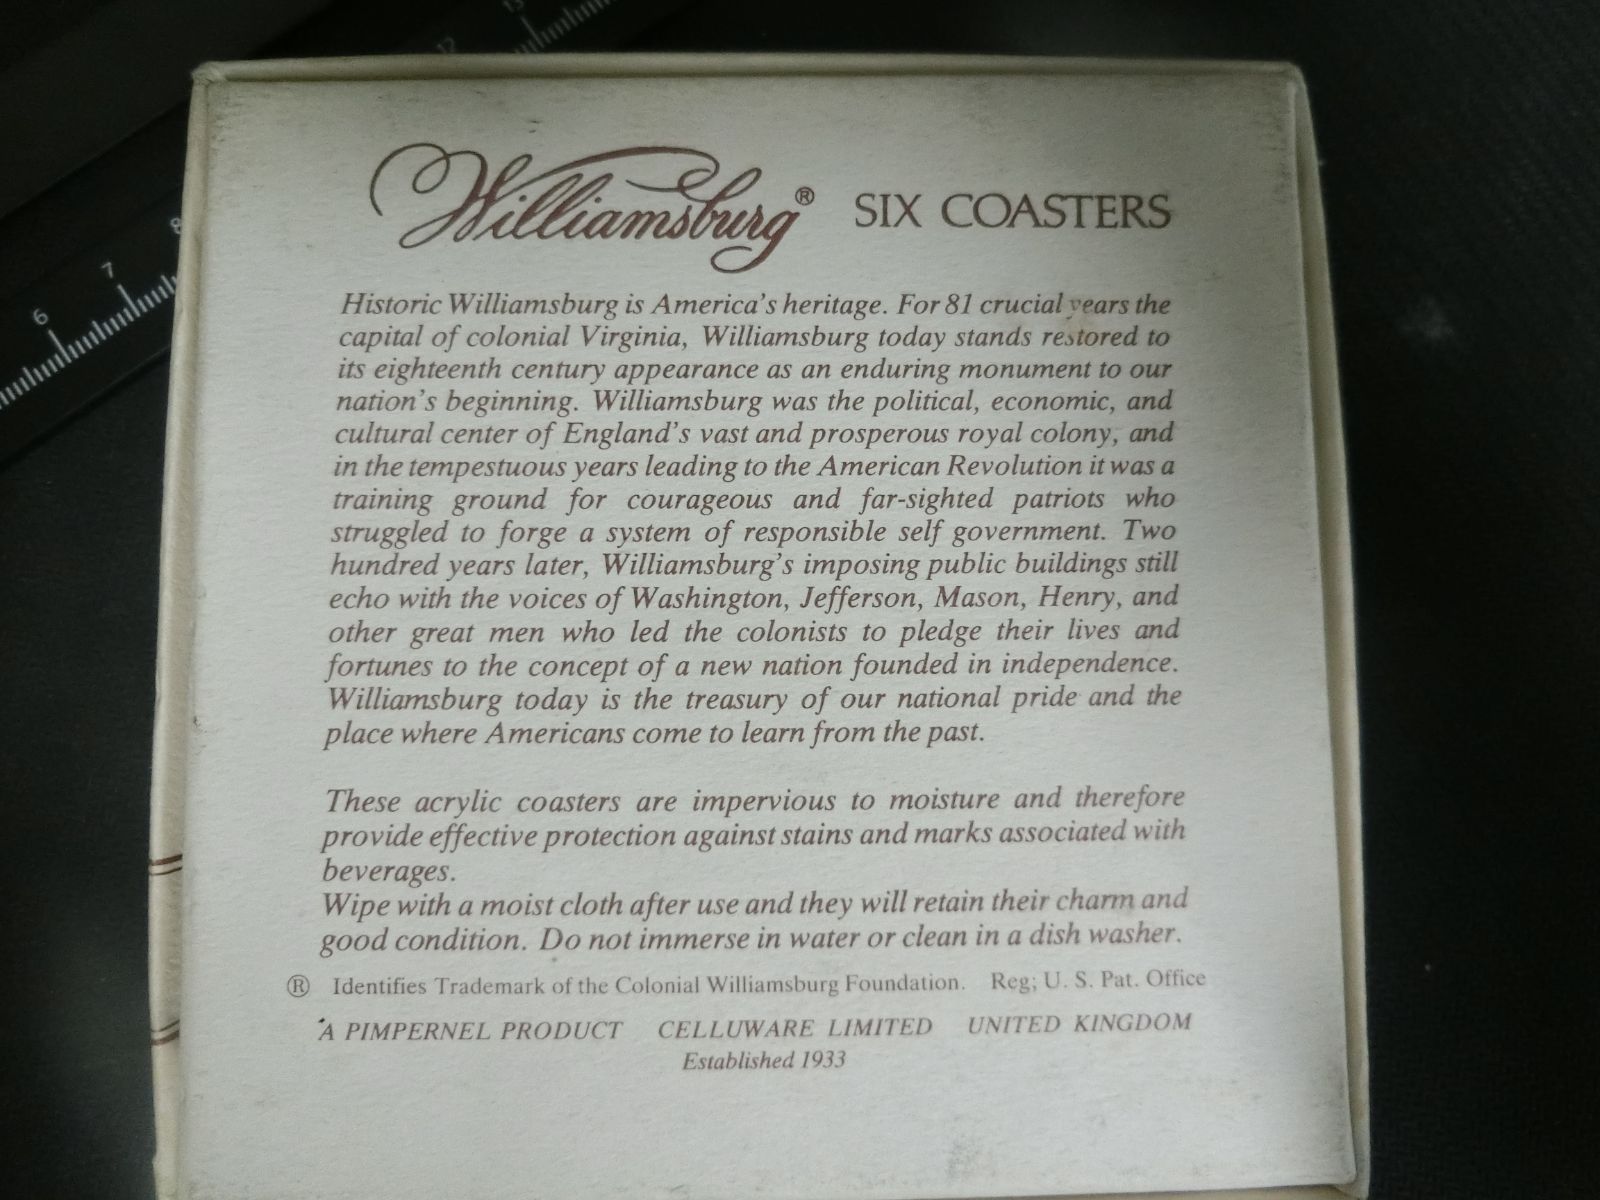 Williamsburg® SIX COASTERS
Historic Williamsburg is America's heritage. For 81 crucial years the
capital of colonial Virginia, Williamsburg today stands restored to
its eighteenth century appearance as an enduring monument to our
nation's beginning. Williamsburg was the political, economic, and
cultural center of England's vast and prosperous royal colony, and
in the tempestuous years leading to the American Revolution it was a
training ground for courageous and far-sighted patriots who
struggled to forge a system of responsible self government. Two
hundred years later, Williamsburg's imposing public buildings still
echo with the voices of Washington, Jefferson, Mason, Henry, and
other great men who led the colonists to pledge their lives and
fortunes to the concept of a new nation founded in independence.
Williamsburg today is the treasury of our national pride and the
place where Americans come to learn from the past.
These acrylic coasters are impervious to moisture and therefore
provide effective protection against stains and marks associated with
beverages.
Wipe with a moist cloth after use and they will retain their charm and
good condition. Do not immerse in water or clean in a dish washer.
® Identifies Trademark of the Colonial Williamsburg Foundation. Reg; U. S. Pat. Office
A PIMPERNEL PRODUCT CELLUWARE LIMITED UNITED KINGDOM
Established 1933
6 7 8
12 13